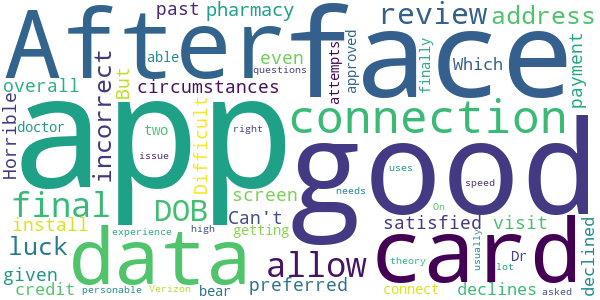 past pharmacy review address
After face
overall able even attempts approved finally Which payment
questions
Horrible doctor incorrect But circumstances
app good connection
two Difficult right uses
issue
final DOB screen needs speed
install Can't On satisfied visit
luck data experience getting card usually Dr declined
high allow theory lot
given preferred
credit personable Verizon bear connect declines asked